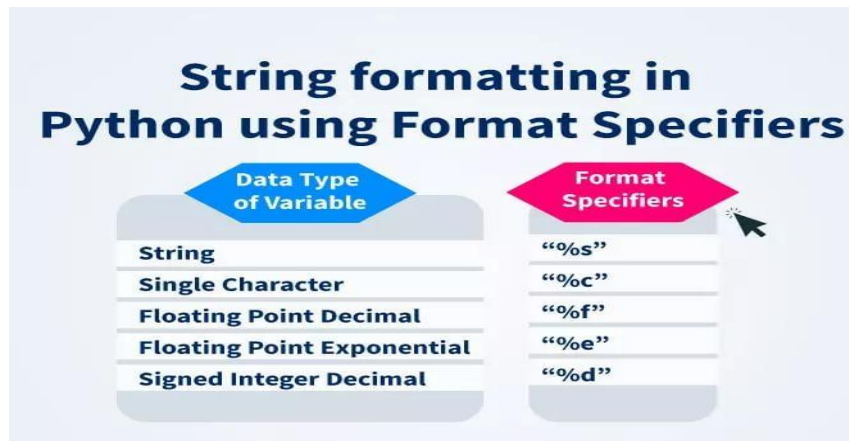 String formatting in
Python using Format Specifiers
Data Type
of Variable
Format
Specifiers
String
“%s”
Single Character
“%c”
Floating Point Decimal
“%f”
Floating Point Exponential
“%e”
Signed Integer Decimal
“%d”